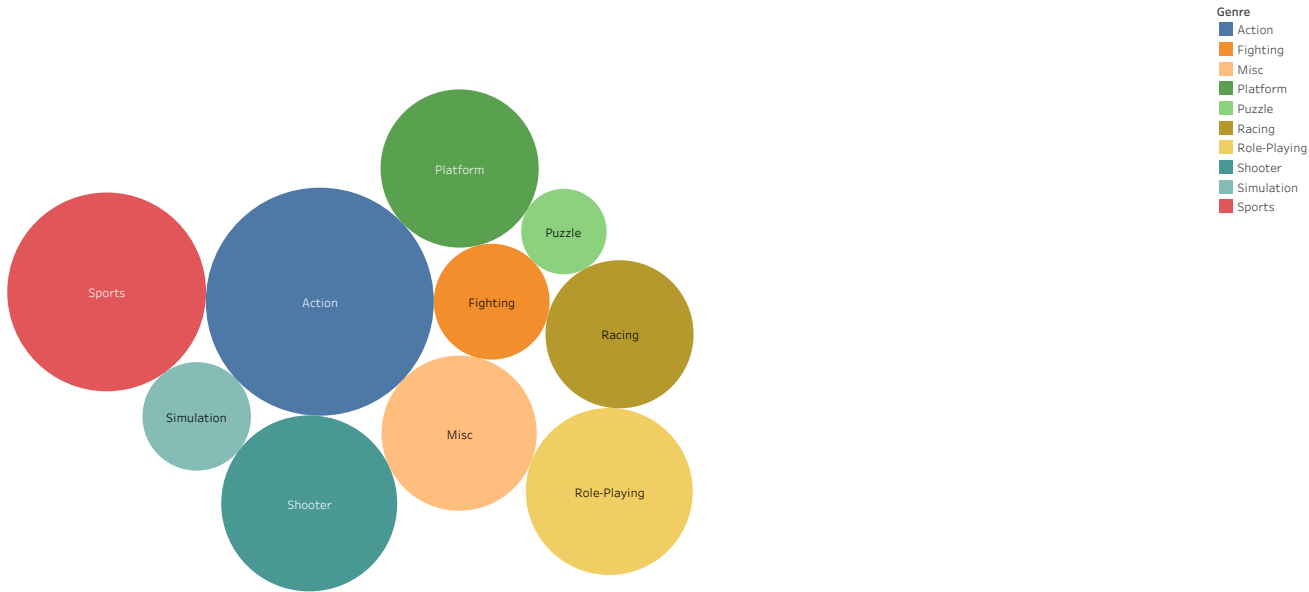 Genre
Action
Fighting
Misc
Platform
Puzzle
Racing
Role-Playing
Shooter
Simulation
Sports
Platform
Puzzle
Sports
Action
Fighting
Racing
Simulation
Misc
Role-Playing
Shooter